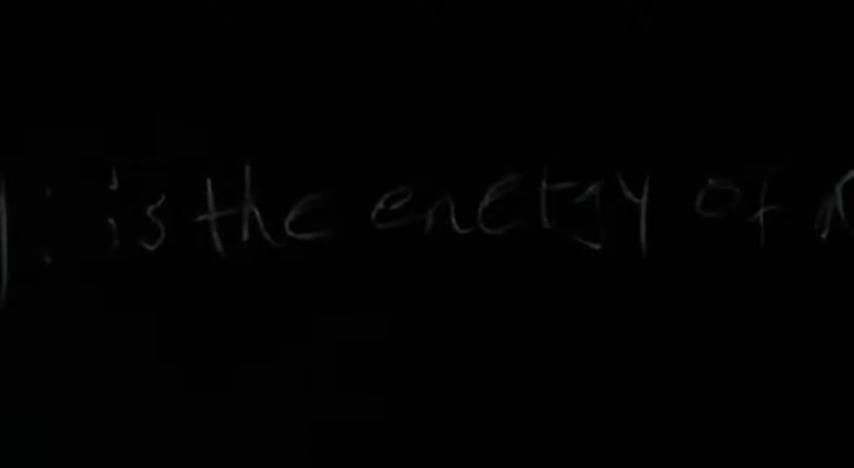 : is the energy of